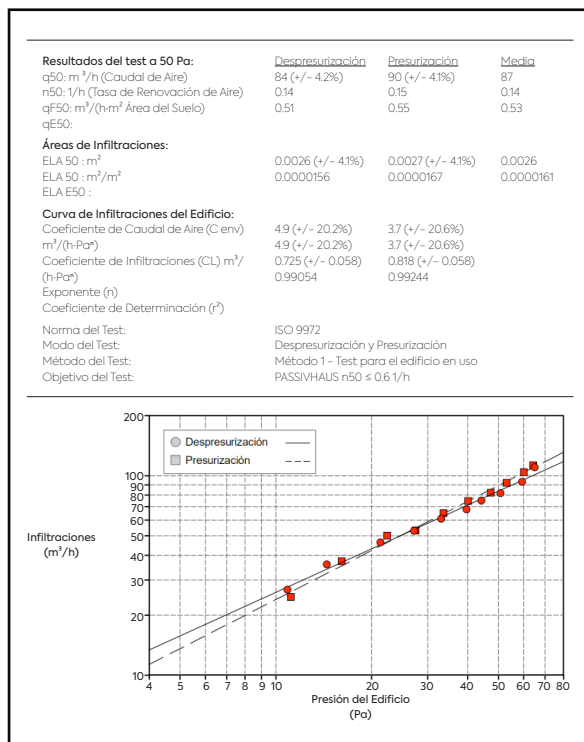 Resultados del test a 50 Pa: Despresurización Presurización Media
q50: m³/h (Caudal de Aire) 84 (+/- 4.2%) 90 (+/- 4.1%) 87
n50: 1/h (Tasa de Renovación de Aire) 0.14 0.15 0.14
qF50: m³/(h·m² Área del Suelo) 0.51 0.55 0.53
qE50:
Áreas de Infiltraciones:
ELA 50 : m² 0.0026 (+/- 4.1%) 0.0027 (+/- 4.1%) 0.0026
ELA 50 : m²/m² 0.0000156 0.0000167 0.0000161
ELA E50 :
Curva de Infiltraciones del Edificio:
Coeficiente de Caudal de Aire (C env) 4.9 (+/- 20.2%) 3.7 (+/- 20.6%)
m³/(h·Paⁿ) 4.9 (+/- 20.2%) 3.7 (+/- 20.6%)
Coeficiente de Infiltraciones (CL) m³/ 0.725 (+/- 0.058) 0.818 (+/- 0.058)
(h·Paⁿ) 0.99054 0.99244
Exponente (n)
Coeficiente de Determinación (r²)
Norma del Test: ISO 9972
Modo del Test: Despresurización y Presurización
Método del Test: Método 1 - Test para el edificio en uso
Objetivo del Test: PASSIVHAUS n50 ≤ 0.6 1/h
200
Despresurización
Presurización
100
90
80
70
60
50
40
30
20
10
Infiltraciones
(m³/h)
4 5 6 7 8 9 10 20 30 40 50 60 70 80
Presión del Edificio
(Pa)